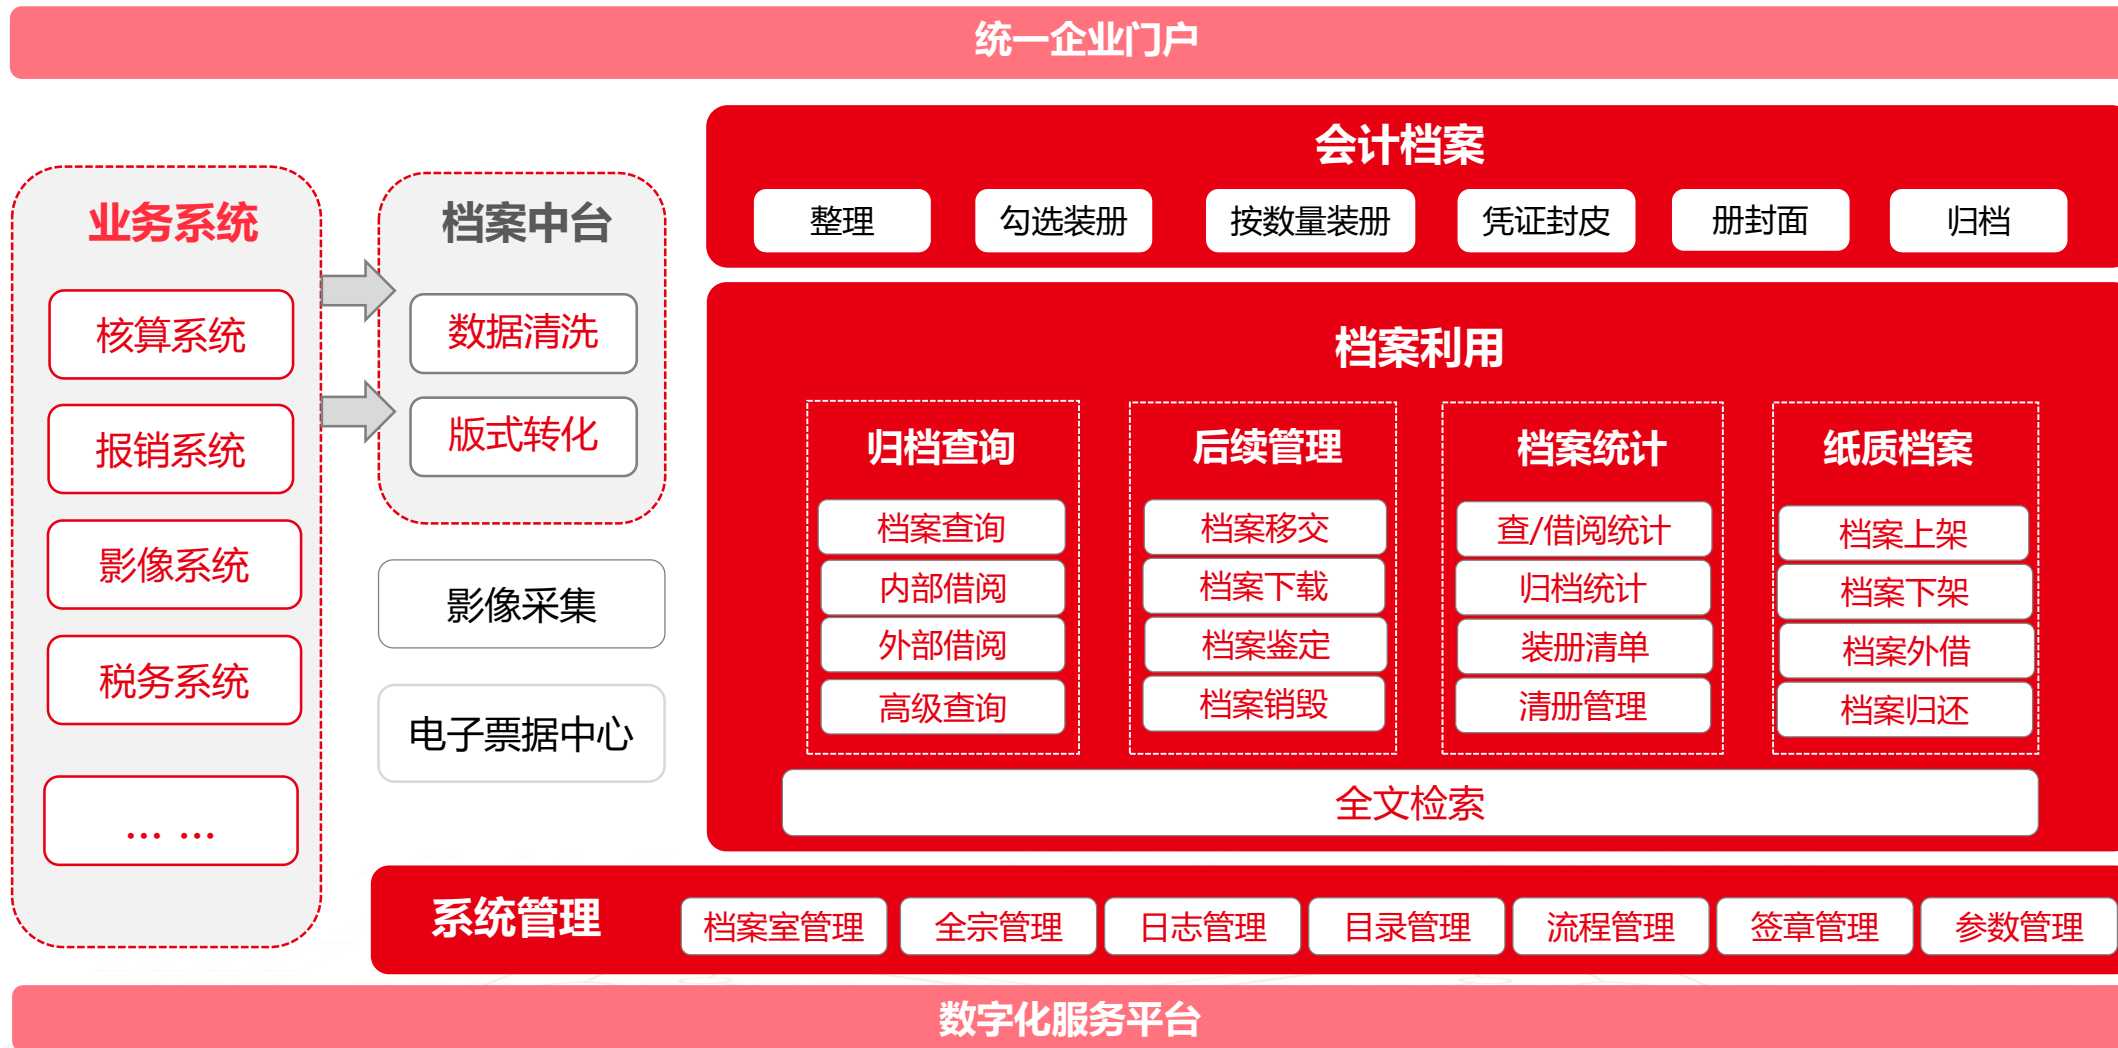 统一企业门户
业务系统
核算系统
报销系统
影像系统
税务系统
... ...
档案中台
数据清洗
版式转化
影像采集
电子票据中心
会计档案
整理
勾选装册
按数量装册
凭证封皮
册封面
归档
档案利用
归档查询
档案查询
内部借阅
外部借阅
高级查询
后续管理
档案移交
档案下载
档案鉴定
档案销毁
档案统计
查/借阅统计
归档统计
装册清单
清册管理
纸质档案
档案上架
档案下架
档案外借
档案归还
全文检索
系统管理
档案室管理
全宗管理
日志管理
目录管理
流程管理
签章管理
参数管理
数字化服务平台